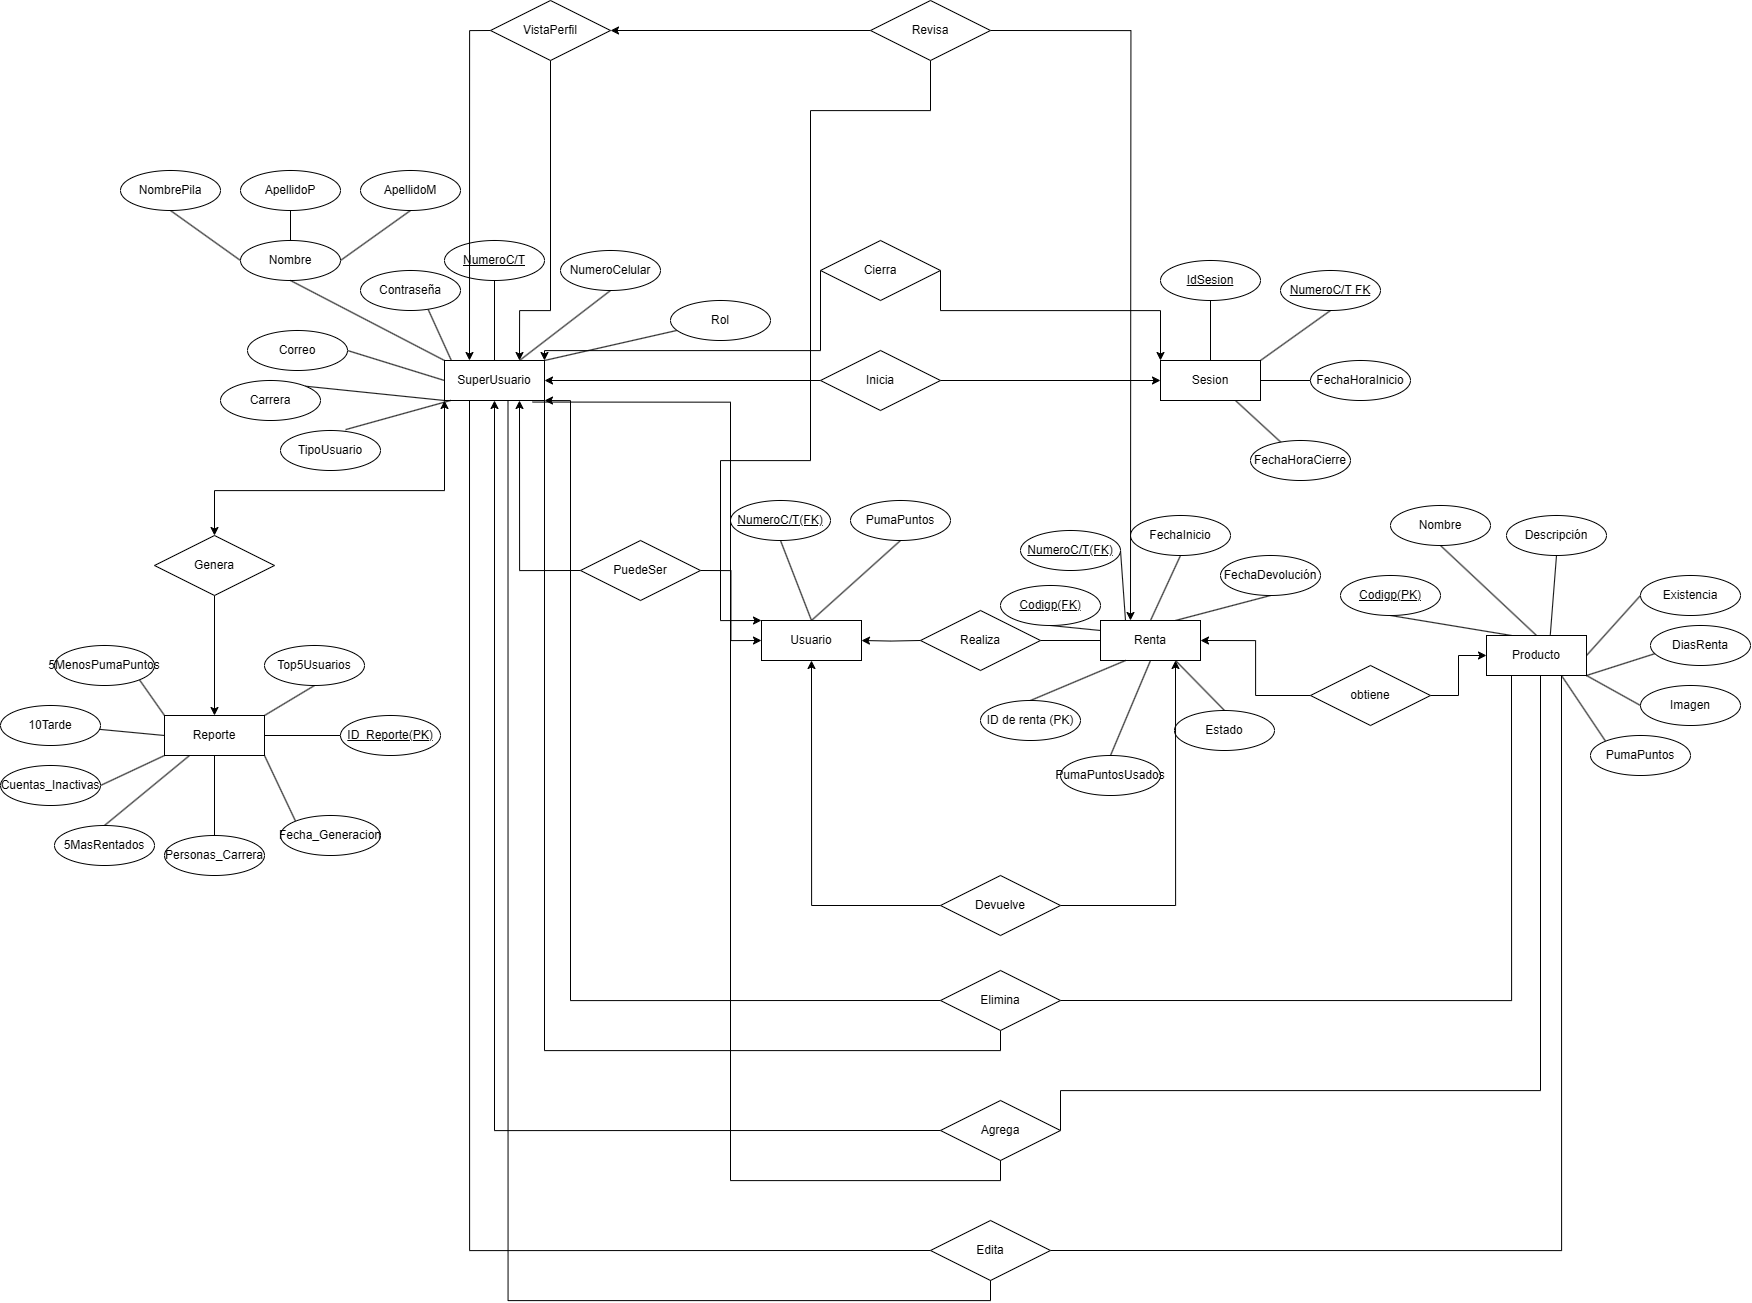 VistaPerfil
Revisa
NombrePila
ApellidoP
ApellidoM
Nombre
NumeroC/T
NumeroCelular
Contraseña
Rol
Correo
Carrera
TipoUsuario
SuperUsuario
Cierra
Inicia
IdSesion
NumeroC/T FK
Sesion
FechaHoraInicio
FechaHoraCierre
Genera
PuedeSer
NumeroC/T(FK)
PumaPuntos
Usuario
Realiza
NumeroC/T(FK)
FechaInicio
FechaDevolución
Codigp(FK)
Renta
ID de renta (PK)
Estado
PumaPuntosUsados
obtiene
Nombre
Descripción
Codigp(PK)
Existencia
DiasRenta
Producto
Imagen
PumaPuntos
5MenosPumaPuntos
Top5Usuarios
10Tarde
Reporte
ID_Reporte(PK)
Cuentas_Inactivas
5MasRentados
Personas_Carrera
Fecha_Generacion
Devuelve
Elimina
Agrega
Edita